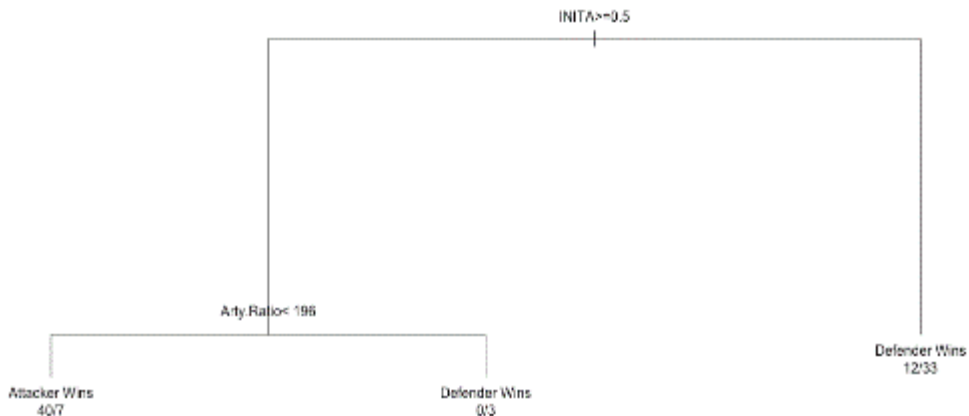 INITA>=0.5
Arty.Ratio< 196
Attacker Wins
40/7
Defender Wins
0/3
Defender Wins
12/33